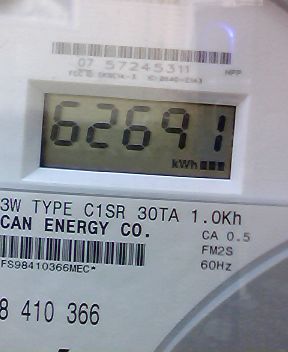 07 57245311
NPP
62691
kWh
3W TYPE C1SR 30TA 1.0Kh
CAN ENERGY CO.
CA 0.5
FM2S
60Hz
FS98410366MEC*
8 410 366